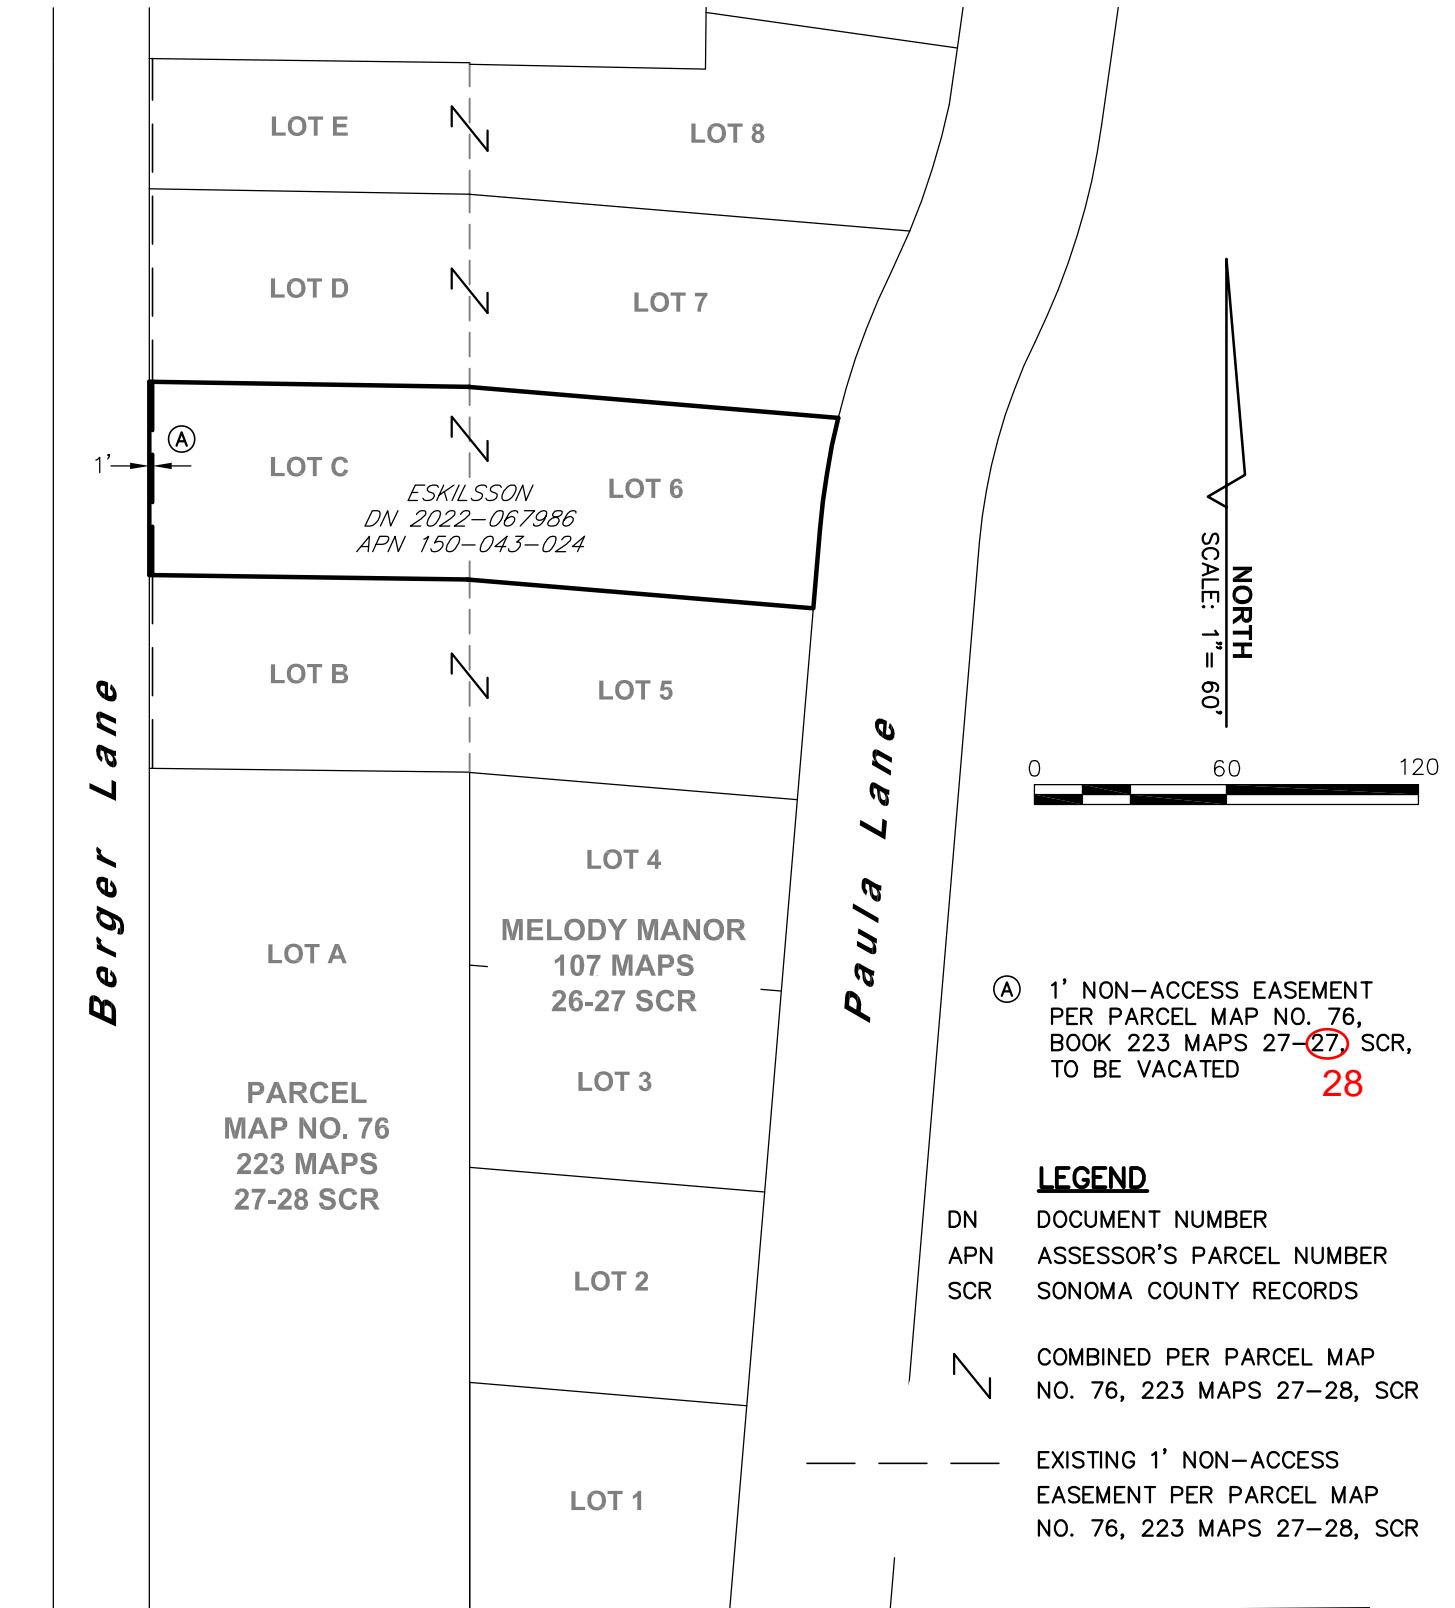 LOT E
LOT 8
LOT D
LOT 7
A
1'
LOT C
LOT 6
ESKILSSON
DN 2022-067986
APN 150-043-024
NORTH
SCALE: 1"= 60'
LOT B
LOT 5
Berger Lane
Paula Lane
0 60 120
LOT 4
MELODY MANOR
107 MAPS
26-27 SCR
LOT A
LOT 3
PARCEL
MAP NO. 76
223 MAPS
27-28 SCR
LOT 2
LOT 1
A 1' NON-ACCESS EASEMENT
PER PARCEL MAP NO. 76,
BOOK 223 MAPS 27-27, SCR,
TO BE VACATED
28
LEGEND
DN DOCUMENT NUMBER
APN ASSESSOR'S PARCEL NUMBER
SCR SONOMA COUNTY RECORDS
COMBINED PER PARCEL MAP
NO. 76, 223 MAPS 27-28, SCR
EXISTING 1' NON-ACCESS
EASEMENT PER PARCEL MAP
NO. 76, 223 MAPS 27-28, SCR